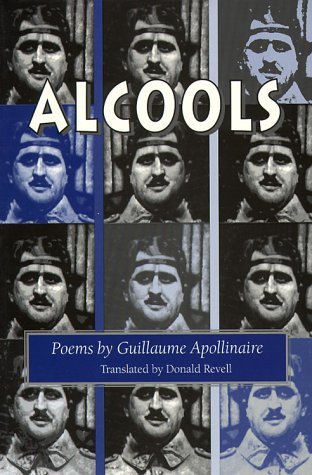 ALCOOLS
Poems by Guillaume Apollinaire
Translated by Donald Revell